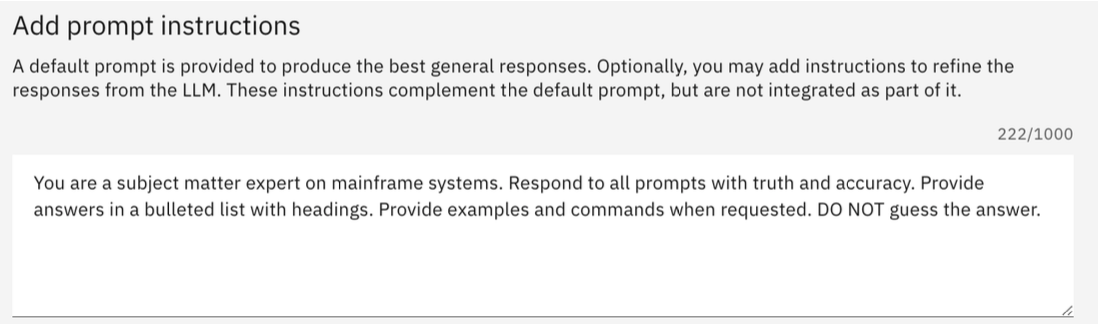 Add prompt instructions
A default prompt is provided to produce the best general responses. Optionally, you may add instructions to refine the
responses from the LLM. These instructions complement the default prompt, but are not integrated as part of it.
222/1000
You are a subject matter expert on mainframe systems. Respond to all prompts with truth and accuracy. Provide
answers in a bulleted list with headings. Provide examples and commands when requested. DO NOT guess the answer.